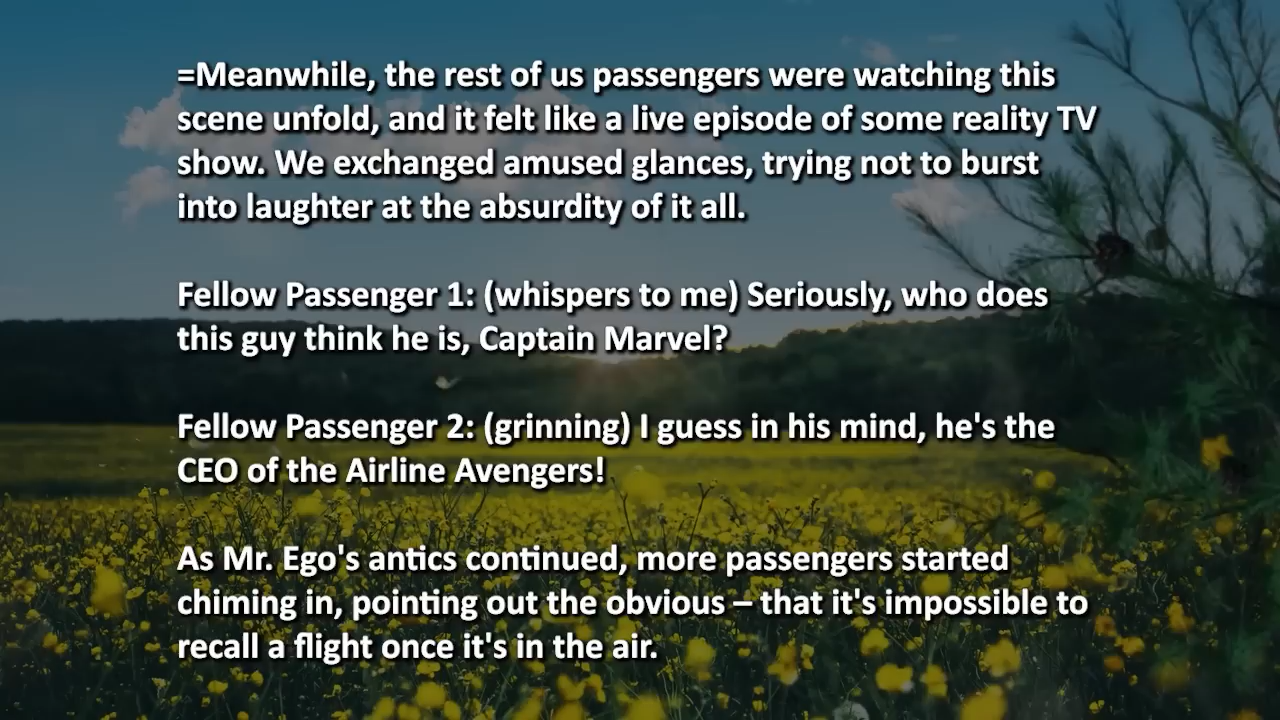 =Meanwhile, the rest of us passengers were watching this
scene unfold, and it felt like a live episode of some reality TV
show. We exchanged amused glances, trying not to burst
into laughter at the absurdity of it all.
Fellow Passenger 1: (whispers to me) Seriously, who does
this guy think he is, Captain Marvel?
Fellow Passenger 2: (grinning) I guess in his mind, he's the
CEO of the Airline Avengers!
As Mr. Ego's antics continued, more passengers started
chiming in, pointing out the obvious – that it's impossible to
recall a flight once it's in the air.